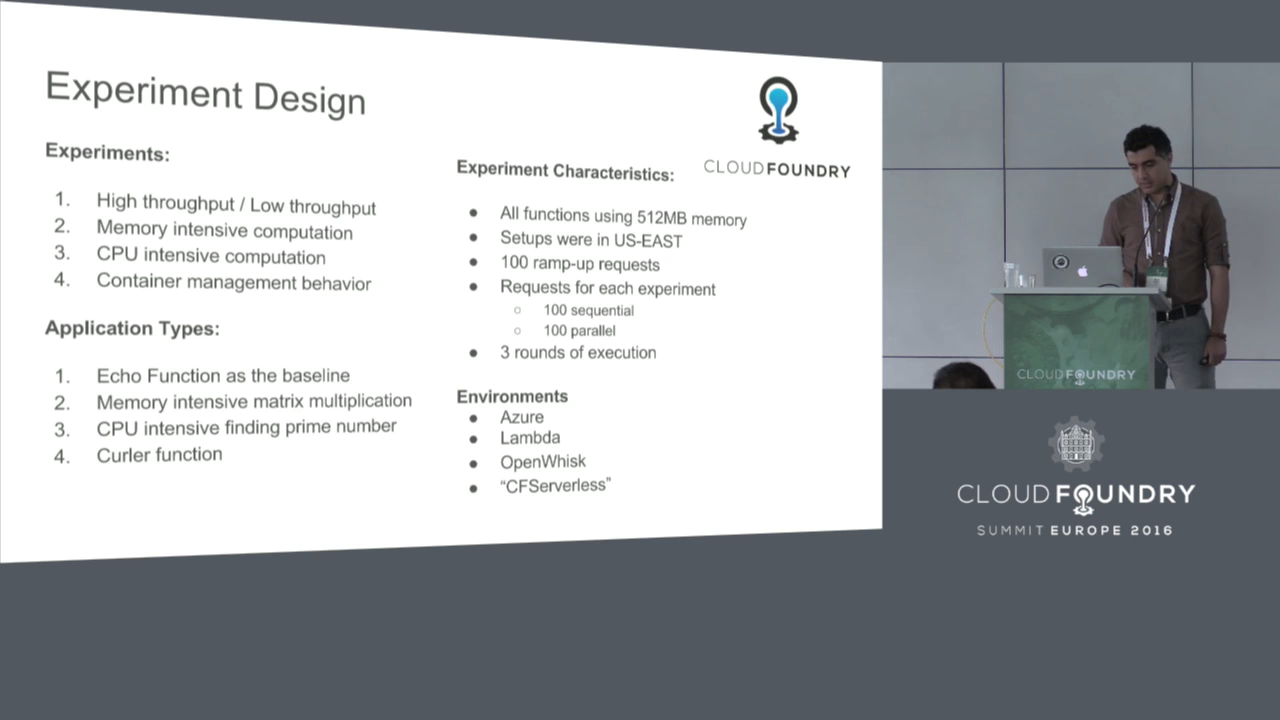 Experiment Design
Experiments:
1. High throughput / Low throughput
2. Memory intensive computation
3. CPU intensive computation
4. Container management behavior
Application Types:
1. Echo Function as the baseline
2. Memory intensive matrix multiplication
3. CPU intensive finding prime number
4. Curler function
CLOUDFOUNDRY
Experiment Characteristics:
● All functions using 512MB memory
● Setups were in US-EAST
● 100 ramp-up requests
● Requests for each experiment
○ 100 sequential
○ 100 parallel
● 3 rounds of execution
Environments
● Azure
● Lambda
● OpenWhisk
● “CFServerless”
CLOUDFOUNDRY
CLOUDFOUNDRY
SUMMIT EUROPE 2016